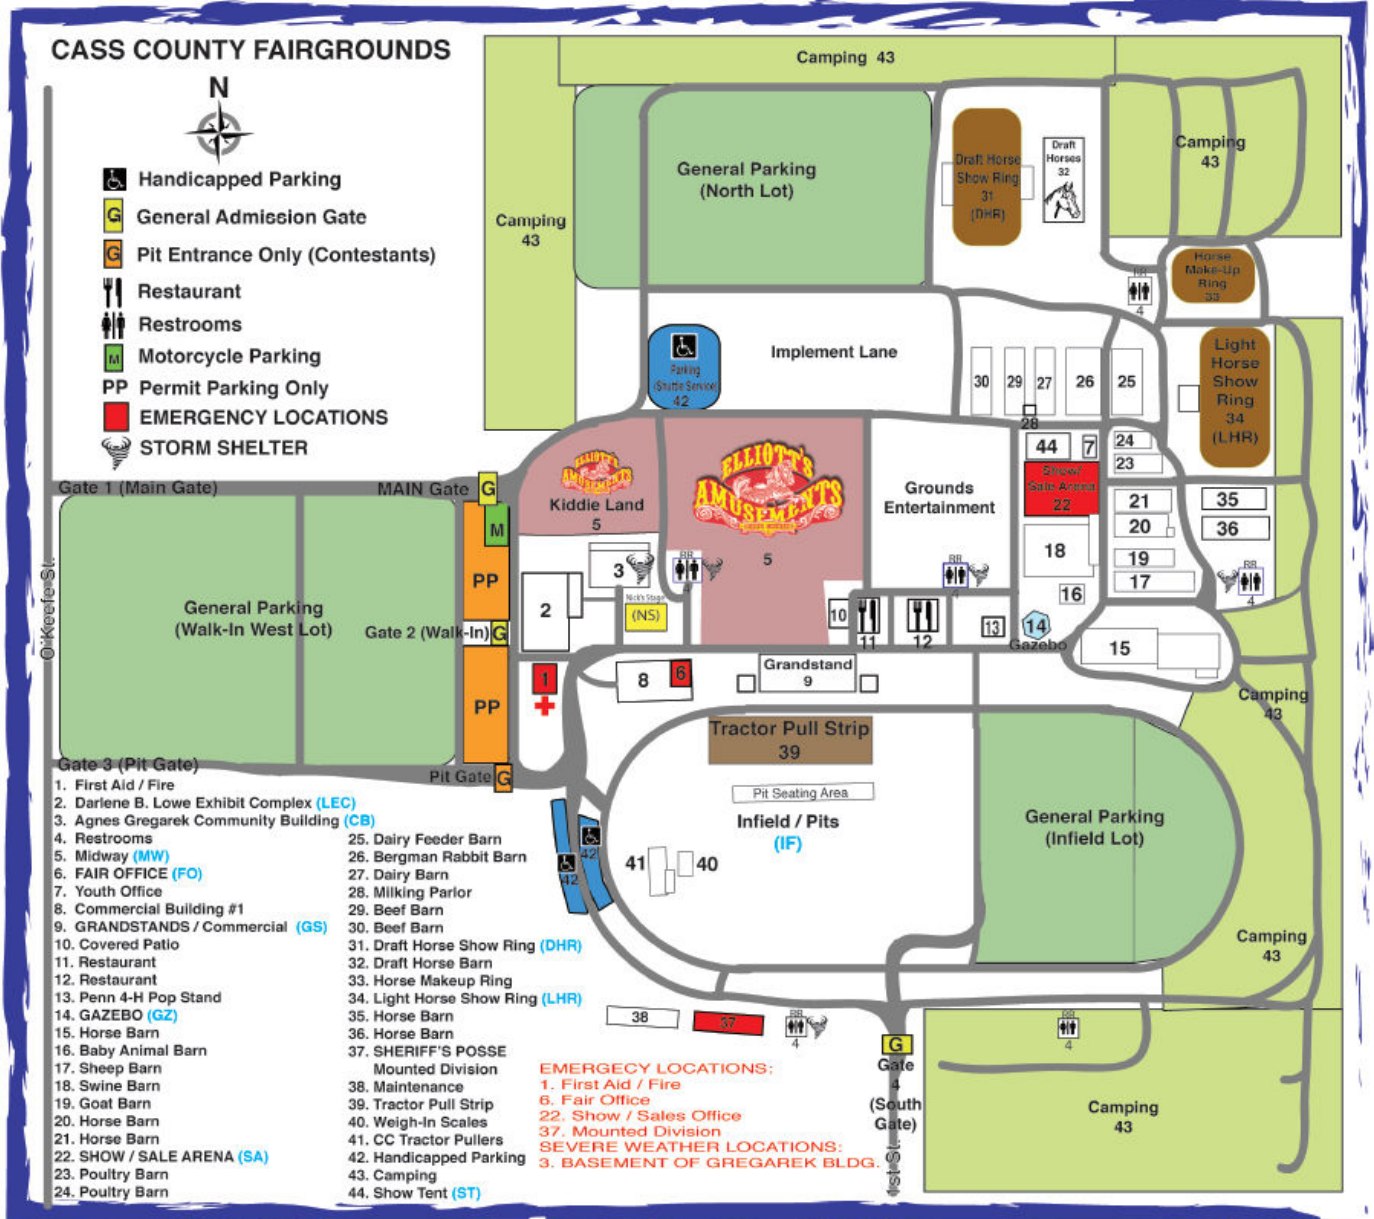 CASS COUNTY FAIRGROUNDS
N
Handicapped Parking
G General Admission Gate
G Pit Entrance Only (Contestants)
Restaurant
Restrooms
M Motorcycle Parking
PP Permit Parking Only
EMERGENCY LOCATIONS
STORM SHELTER
Camping 43
Camping
43
General Parking
(North Lot)
Draft Horse
Show Ring
31
(DHR)
Draft
Horses
32
Camping
43
RR
4
Horse
Make-Up
Ring
33
Parking
(Shuttle Service)
42
Implement Lane
30
29
27
26
25
28
Light
Horse
Show
Ring
34
(LHR)
ELLIOTT'S
AMUSEMENTS
Kiddie Land
5
ELLIOTT'S
AMUSEMENTS
5
Grounds
Entertainment
44
7
Show/
Sale Arena
22
24
23
21
20
19
17
18
16
35
36
RR
4
Gate 1 (Main Gate)
MAIN Gate G
M
PP
O'Keefe St.
General Parking
(Walk-In West Lot)
Gate 2 (Walk-In) G
PP
3
2
Nick's Stage
(NS)
RR
4
RR
4
10
11
12
13
14
Gazebo
15
1
8
6
Grandstand
9
Camping
43
Gate 3 (Pit Gate)
Pit Gate G
Tractor Pull Strip
39
Pit Seating Area
Infield / Pits
(IF)
41
40
General Parking
(Infield Lot)
42
42
Camping
43
38
37
RR
4
G
Gate
4
(South
Gate)
1st St.
RR
4
Camping
43
1. First Aid / Fire
2. Darlene B. Lowe Exhibit Complex (LEC)
3. Agnes Gregarek Community Building (CB)
4. Restrooms
5. Midway (MW)
6. FAIR OFFICE (FO)
7. Youth Office
8. Commercial Building #1
9. GRANDSTANDS / Commercial (GS)
10. Covered Patio
11. Restaurant
12. Restaurant
13. Penn 4-H Pop Stand
14. GAZEBO (GZ)
15. Horse Barn
16. Baby Animal Barn
17. Sheep Barn
18. Swine Barn
19. Goat Barn
20. Horse Barn
21. Horse Barn
22. SHOW / SALE ARENA (SA)
23. Poultry Barn
24. Poultry Barn
25. Dairy Feeder Barn
26. Bergman Rabbit Barn
27. Dairy Barn
28. Milking Parlor
29. Beef Barn
30. Beef Barn
31. Draft Horse Show Ring (DHR)
32. Draft Horse Barn
33. Horse Makeup Ring
34. Light Horse Show Ring (LHR)
35. Horse Barn
36. Horse Barn
37. SHERIFF'S POSSE
Mounted Division
38. Maintenance
39. Tractor Pull Strip
40. Weigh-In Scales
41. CC Tractor Pullers
42. Handicapped Parking
43. Camping
44. Show Tent (ST)
EMERGECY LOCATIONS:
1. First Aid / Fire
6. Fair Office
22. Show / Sales Office
37. Mounted Division
SEVERE WEATHER LOCATIONS:
3. BASEMENT OF GREGAREK BLDG.